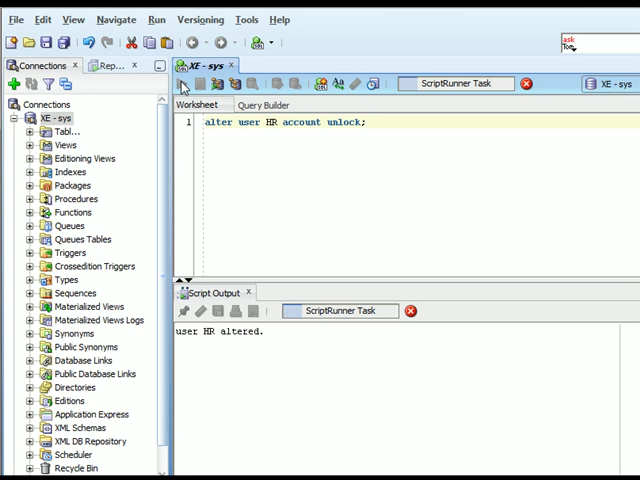 File Edit View Navigate Run Versioning Tools Help
ask
Tom
Connections Rep...
XE - sys
ScriptRunner Task
XE - sys
Worksheet Query Builder
1 alter user HR account unlock;
Connections
XE - sys
Tabl...
Views
Editioning Views
Indexes
Packages
Procedures
Functions
Queues
Queues Tables
Triggers
Crossedition Triggers
Types
Sequences
Materialized Views
Materialized Views Logs
Synonyms
Public Synonyms
Database Links
Public Database Links
Directories
Editions
Application Express
XML Schemas
XML DB Repository
Scheduler
Recycle Bin
Script Output
ScriptRunner Task
user HR altered.